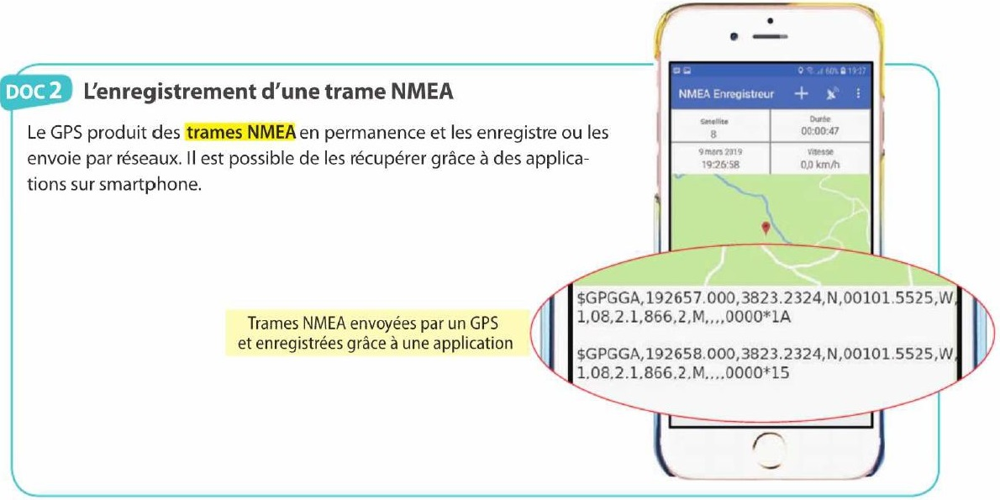 DOC 2 L'enregistrement d'une trame NMEA
Le GPS produit des trames NMEA en permanence et les enregistre ou les
envoie par réseaux. Il est possible de les récupérer grâce à des applica-
tions sur smartphone.
60% 19:27
NMEA Enregistreur
Satellite
8
Durée
00:00:47
9 mars 2019
19:26:58
Vitesse
0,0 km/h
Trames NMEA envoyées par un GPS
et enregistrées grâce à une application
$GPGGA,192657.000,3823.2324,N,00101.5525,W,
1,08,2.1,866,2,M,,,,0000*1A
$GPGGA,192658.000,3823.2324,N,00101.5525,W,
1,08,2.1,866,2,M,,,,0000*15